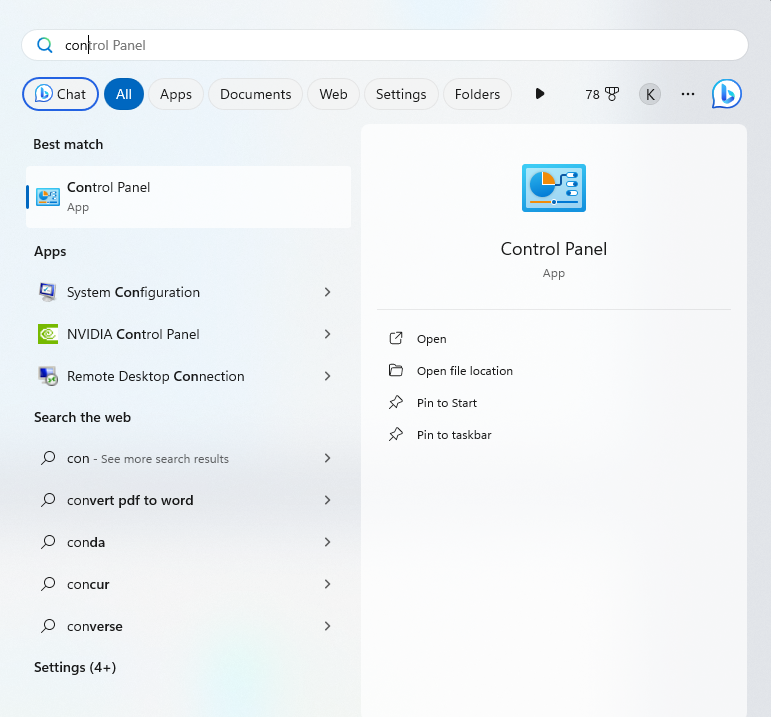 control Panel
Chat All Apps Documents Web Settings Folders 78 K
Best match
Control Panel
App
Apps
System Configuration
NVIDIA Control Panel
Remote Desktop Connection
Search the web
con - See more search results
convert pdf to word
conda
concur
converse
Settings (4+)
Control Panel
App
Open
Open file location
Pin to Start
Pin to taskbar